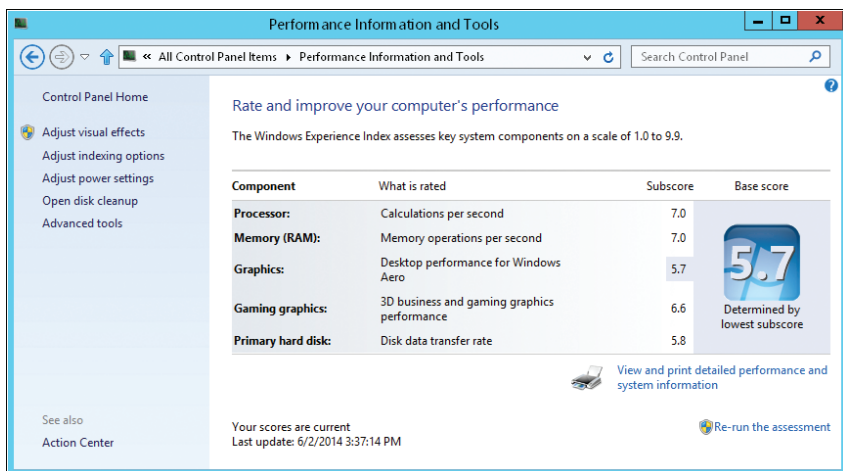 Performance Information and Tools
« All Control Panel Items Performance Information and Tools
Search Control Panel
Control Panel Home
Adjust visual effects
Adjust indexing options
Adjust power settings
Open disk cleanup
Advanced tools
See also
Action Center
Rate and improve your computer's performance
The Windows Experience Index assesses key system components on a scale of 1.0 to 9.9.
Component What is rated Subscore Base score
Processor: Calculations per second 7.0
Memory (RAM): Memory operations per second 7.0
Graphics: Desktop performance for Windows
Aero 5.7
Gaming graphics: 3D business and gaming graphics
performance 6.6
Primary hard disk: Disk data transfer rate 5.8
5.7
Determined by
lowest subscore
View and print detailed performance and
system information
Your scores are current
Last update: 6/2/2014 3:37:14 PM
Re-run the assessment